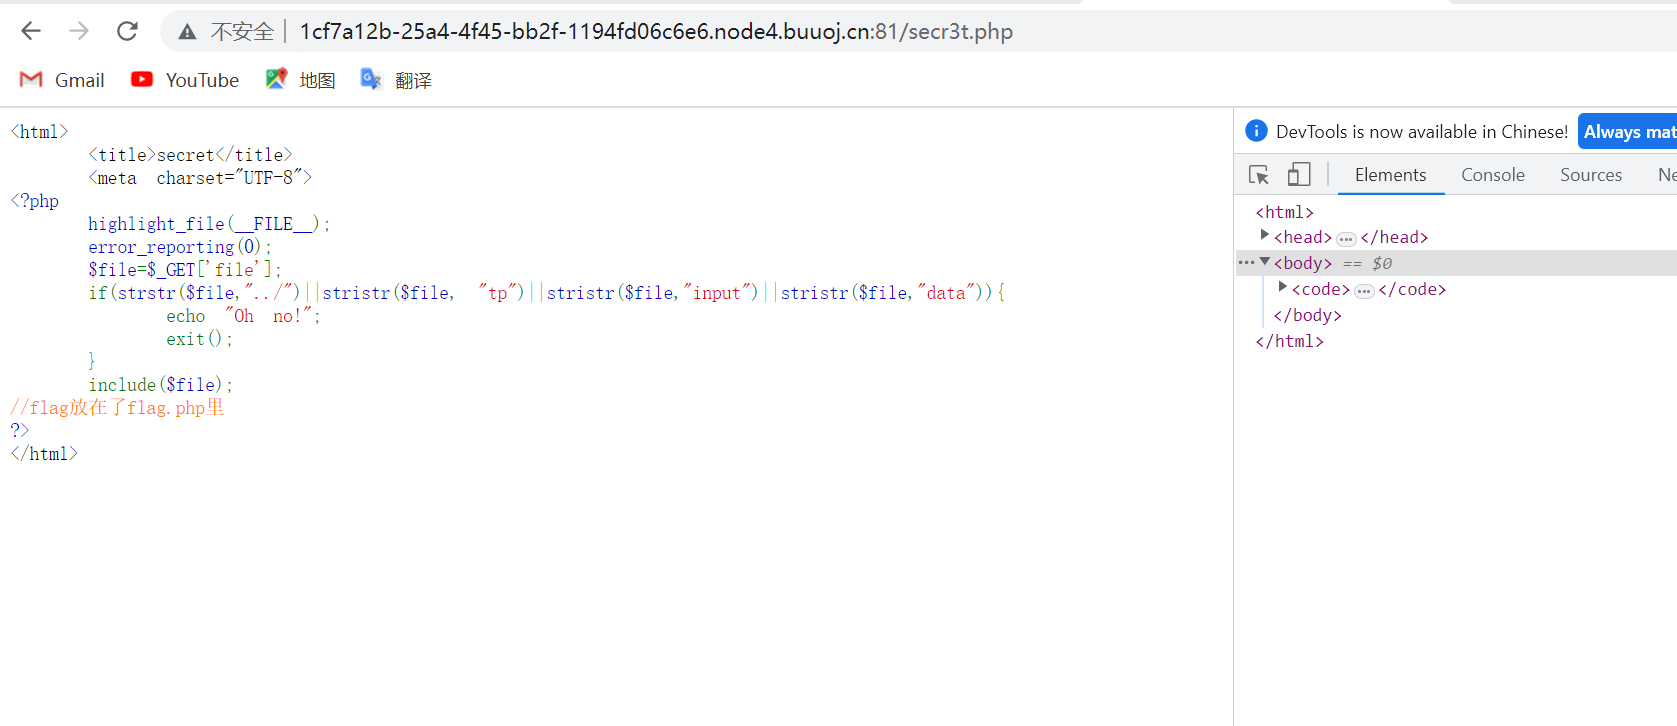 不安全 | 1cf7a12b-25a4-4f45-bb2f-1194fd06c6e6.node4.buuoj.cn:81/secr3t.php
Gmail YouTube 地图 翻译
<html>
<title>secret</title>
<meta charset="UTF-8">
<?php
highlight_file(__FILE__);
error_reporting(0);
$file=$_GET['file'];
if(strstr($file,"../")||stristr($file, "tp")||stristr($file,"input")||stristr($file,"data")){
echo "Oh no!";
exit();
}
include($file);
//flag放在了flag.php里
?>
</html>
DevTools is now available in Chinese! Always mat
Elements Console Sources Ne
<html>
<head> ... </head>
... <body> == $0
<code> ... </code>
</body>
</html>